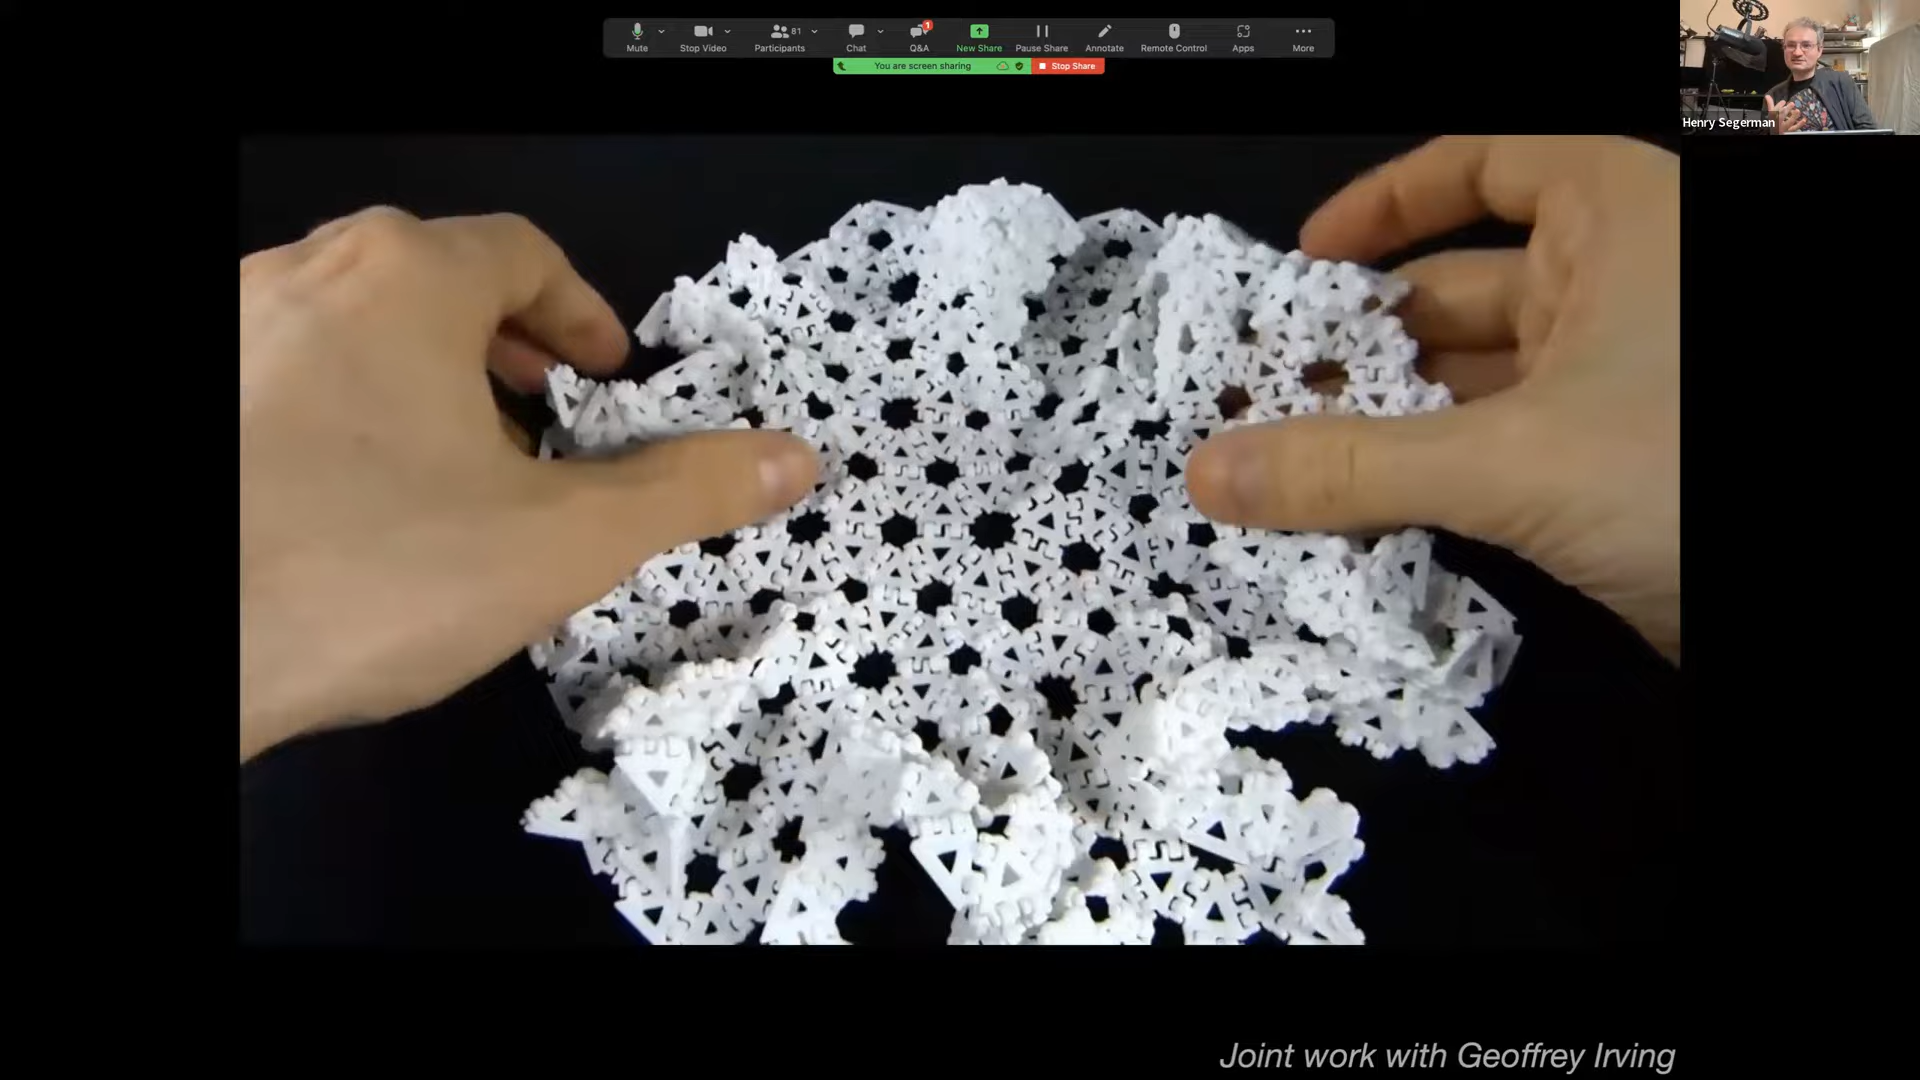 Mute
Stop Video
81
Participants
Chat
1
Q&A
New Share
Pause Share
Annotate
Remote Control
Apps
More
You are screen sharing
Stop Share
Henry Segerman
Joint work with Geoffrey Irving